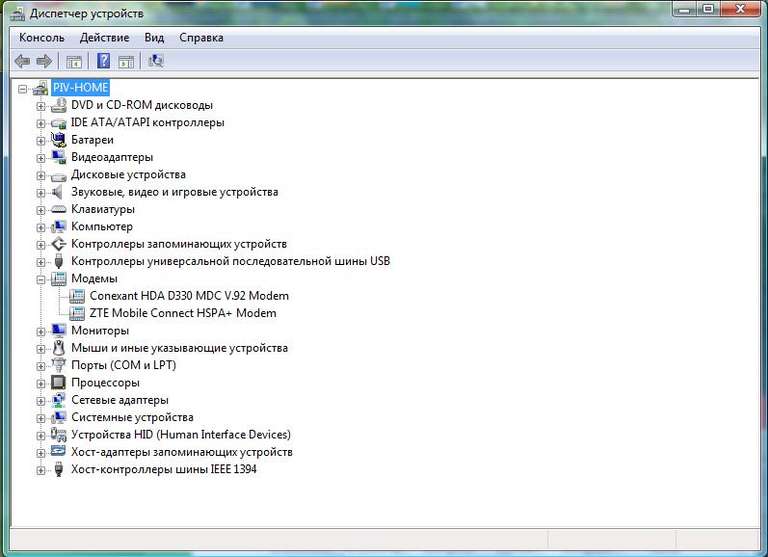 Диспетчер устройств
Консоль Действие Вид Справка
PIV-HOME
DVD и CD-ROM дисководы
IDE ATA/ATAPI контроллеры
Батареи
Видеоадаптеры
Дисковые устройства
Звуковые, видео и игровые устройства
Клавиатуры
Компьютер
Контроллеры запоминающих устройств
Контроллеры универсальной последовательной шины USB
Модемы
Conexant HDA D330 MDC V.92 Modem
ZTE Mobile Connect HSPA+ Modem
Мониторы
Мыши и иные указывающие устройства
Порты (COM и LPT)
Процессоры
Сетевые адаптеры
Системные устройства
Устройства HID (Human Interface Devices)
Хост-адаптеры запоминающих устройств
Хост-контроллеры шины IEEE 1394